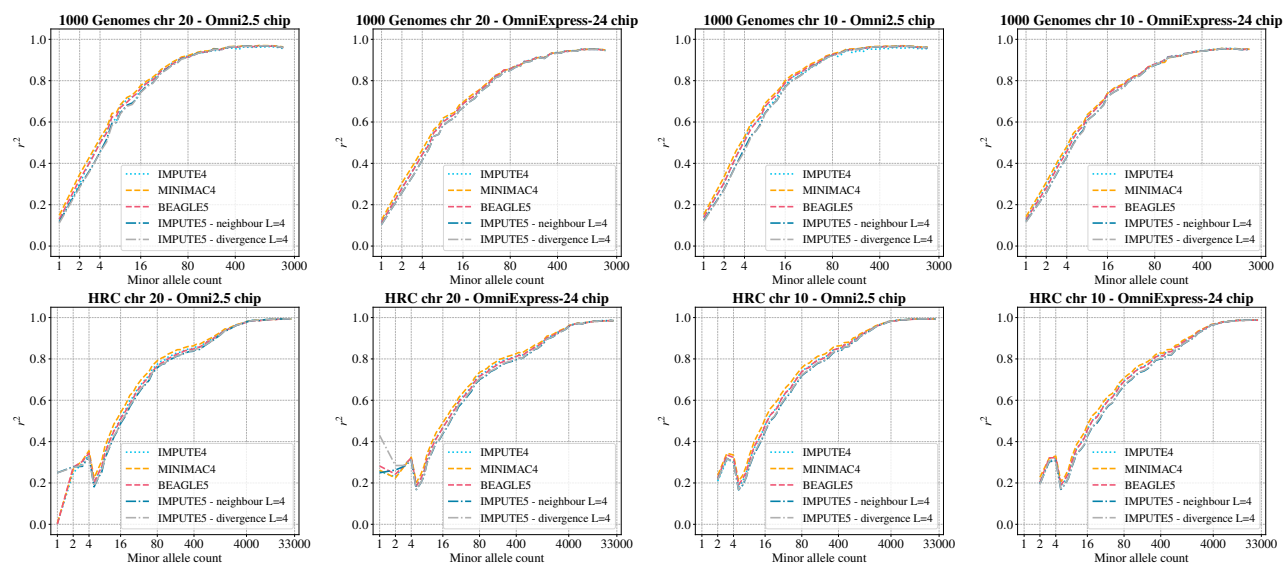 1000 Genomes chr 20 - Omni2.5 chip
1.0
0.8
0.6
0.4
0.2
0.0
r²
IMPUTE4
MINIMAC4
BEAGLE5
IMPUTE5 - neighbour L=4
IMPUTE5 - divergence L=4
1 2 4 16 80 400 3000
Minor allele count
1000 Genomes chr 20 - OmniExpress-24 chip
1.0
0.8
0.6
0.4
0.2
0.0
r²
IMPUTE4
MINIMAC4
BEAGLE5
IMPUTE5 - neighbour L=4
IMPUTE5 - divergence L=4
1 2 4 16 80 400 3000
Minor allele count
1000 Genomes chr 10 - Omni2.5 chip
1.0
0.8
0.6
0.4
0.2
0.0
r²
IMPUTE4
MINIMAC4
BEAGLE5
IMPUTE5 - neighbour L=4
IMPUTE5 - divergence L=4
1 2 4 16 80 400 3000
Minor allele count
1000 Genomes chr 10 - OmniExpress-24 chip
1.0
0.8
0.6
0.4
0.2
0.0
r²
IMPUTE4
MINIMAC4
BEAGLE5
IMPUTE5 - neighbour L=4
IMPUTE5 - divergence L=4
1 2 4 16 80 400 3000
Minor allele count
HRC chr 20 - Omni2.5 chip
1.0
0.8
0.6
0.4
0.2
0.0
r²
IMPUTE4
MINIMAC4
BEAGLE5
IMPUTE5 - neighbour L=4
IMPUTE5 - divergence L=4
1 2 4 16 80 400 4000 33000
Minor allele count
HRC chr 20 - OmniExpress-24 chip
1.0
0.8
0.6
0.4
0.2
0.0
r²
IMPUTE4
MINIMAC4
BEAGLE5
IMPUTE5 - neighbour L=4
IMPUTE5 - divergence L=4
1 2 4 16 80 400 4000 33000
Minor allele count
HRC chr 10 - Omni2.5 chip
1.0
0.8
0.6
0.4
0.2
0.0
r²
IMPUTE4
MINIMAC4
BEAGLE5
IMPUTE5 - neighbour L=4
IMPUTE5 - divergence L=4
1 2 4 16 80 400 4000 33000
Minor allele count
HRC chr 10 - OmniExpress-24 chip
1.0
0.8
0.6
0.4
0.2
0.0
r²
IMPUTE4
MINIMAC4
BEAGLE5
IMPUTE5 - neighbour L=4
IMPUTE5 - divergence L=4
1 2 4 16 80 400 4000 33000
Minor allele count